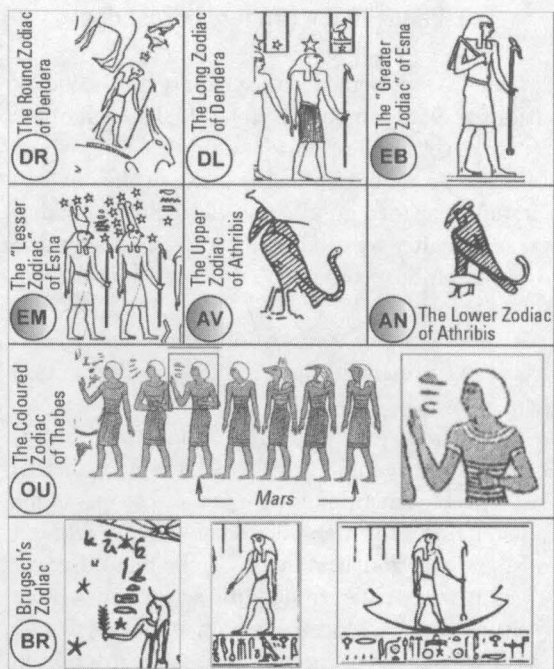 The Round Zodiac
of Dendera
DR
The Long Zodiac
of Dendera
DL
The "Greater
Zodiac" of Esna
EB
The "Lesser
Zodiac"
of Esna
EM
The Upper
Zodiac
of Athribis
AV
AN
The Lower Zodiac
of Athribis
The Coloured
Zodiac
of Thebes
OU
Mars
Brugsch's
Zodiac
BR